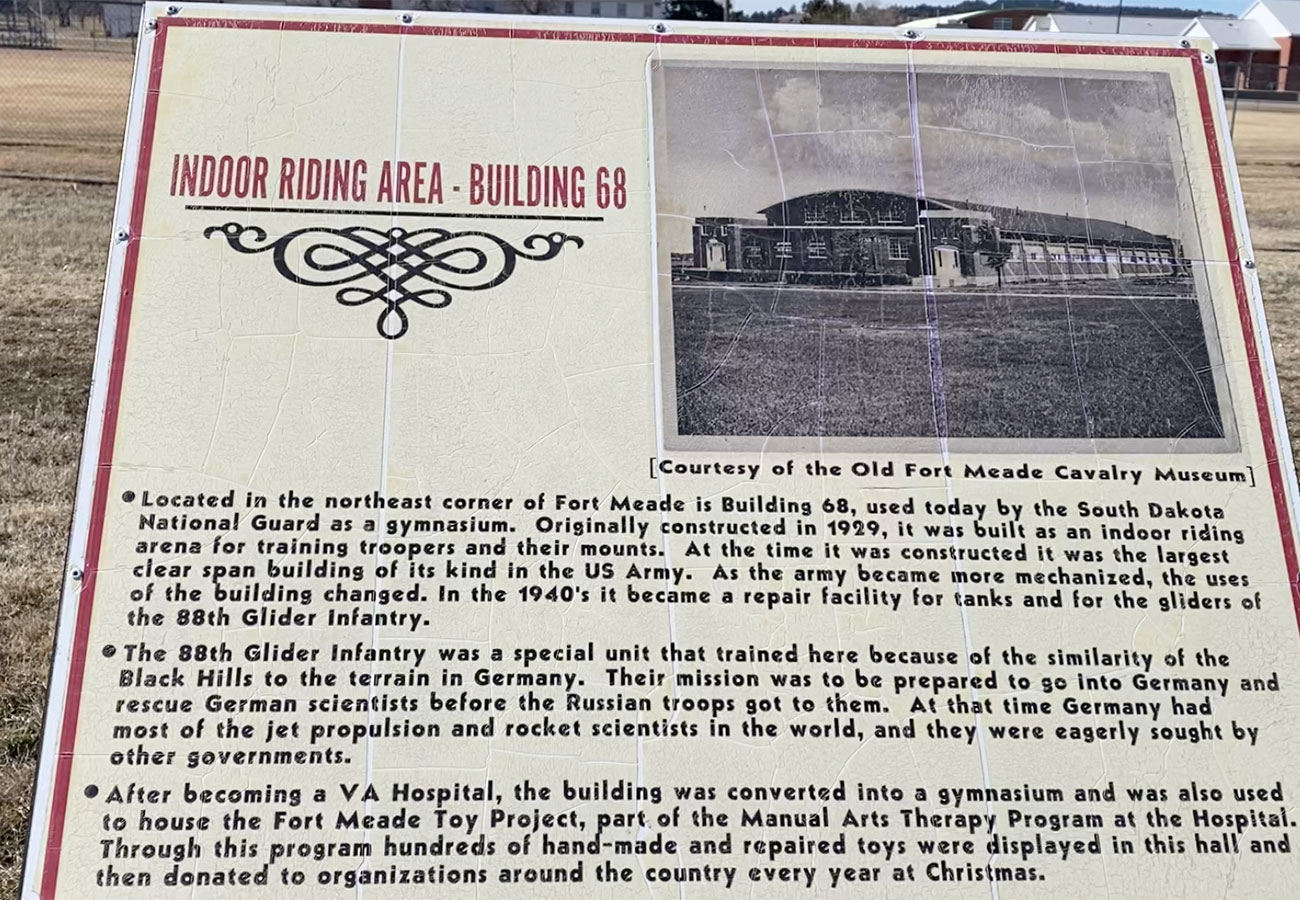 INDOOR RIDING AREA - BUILDING 68
[Courtesy of the Old Fort Meade Cavalry Museum]
• Located in the northeast corner of Fort Meade is Building 68, used today by the South Dakota
National Guard as a gymnasium. Originally constructed in 1929, it was built as an indoor riding
arena for training troopers and their mounts. At the time it was constructed it was the largest
clear span building of its kind in the US Army. As the army became more mechanized, the uses
of the building changed. In the 1940's it became a repair facility for tanks and for the gliders of
the 88th Glider Infantry.
• The 88th Glider Infantry was a special unit that trained here because of the similarity of the
Black Hills to the terrain in Germany. Their mission was to be prepared to go into Germany and
rescue German scientists before the Russian troops got to them. At that time Germany had
most of the jet propulsion and rocket scientists in the world, and they were eagerly sought by
other governments.
• After becoming a VA Hospital, the building was converted into a gymnasium and was also used
to house the Fort Meade Toy Project, part of the Manual Arts Therapy Program at the Hospital.
Through this program hundreds of hand-made and repaired toys were displayed in this hall and
then donated to organizations around the country every year at Christmas.